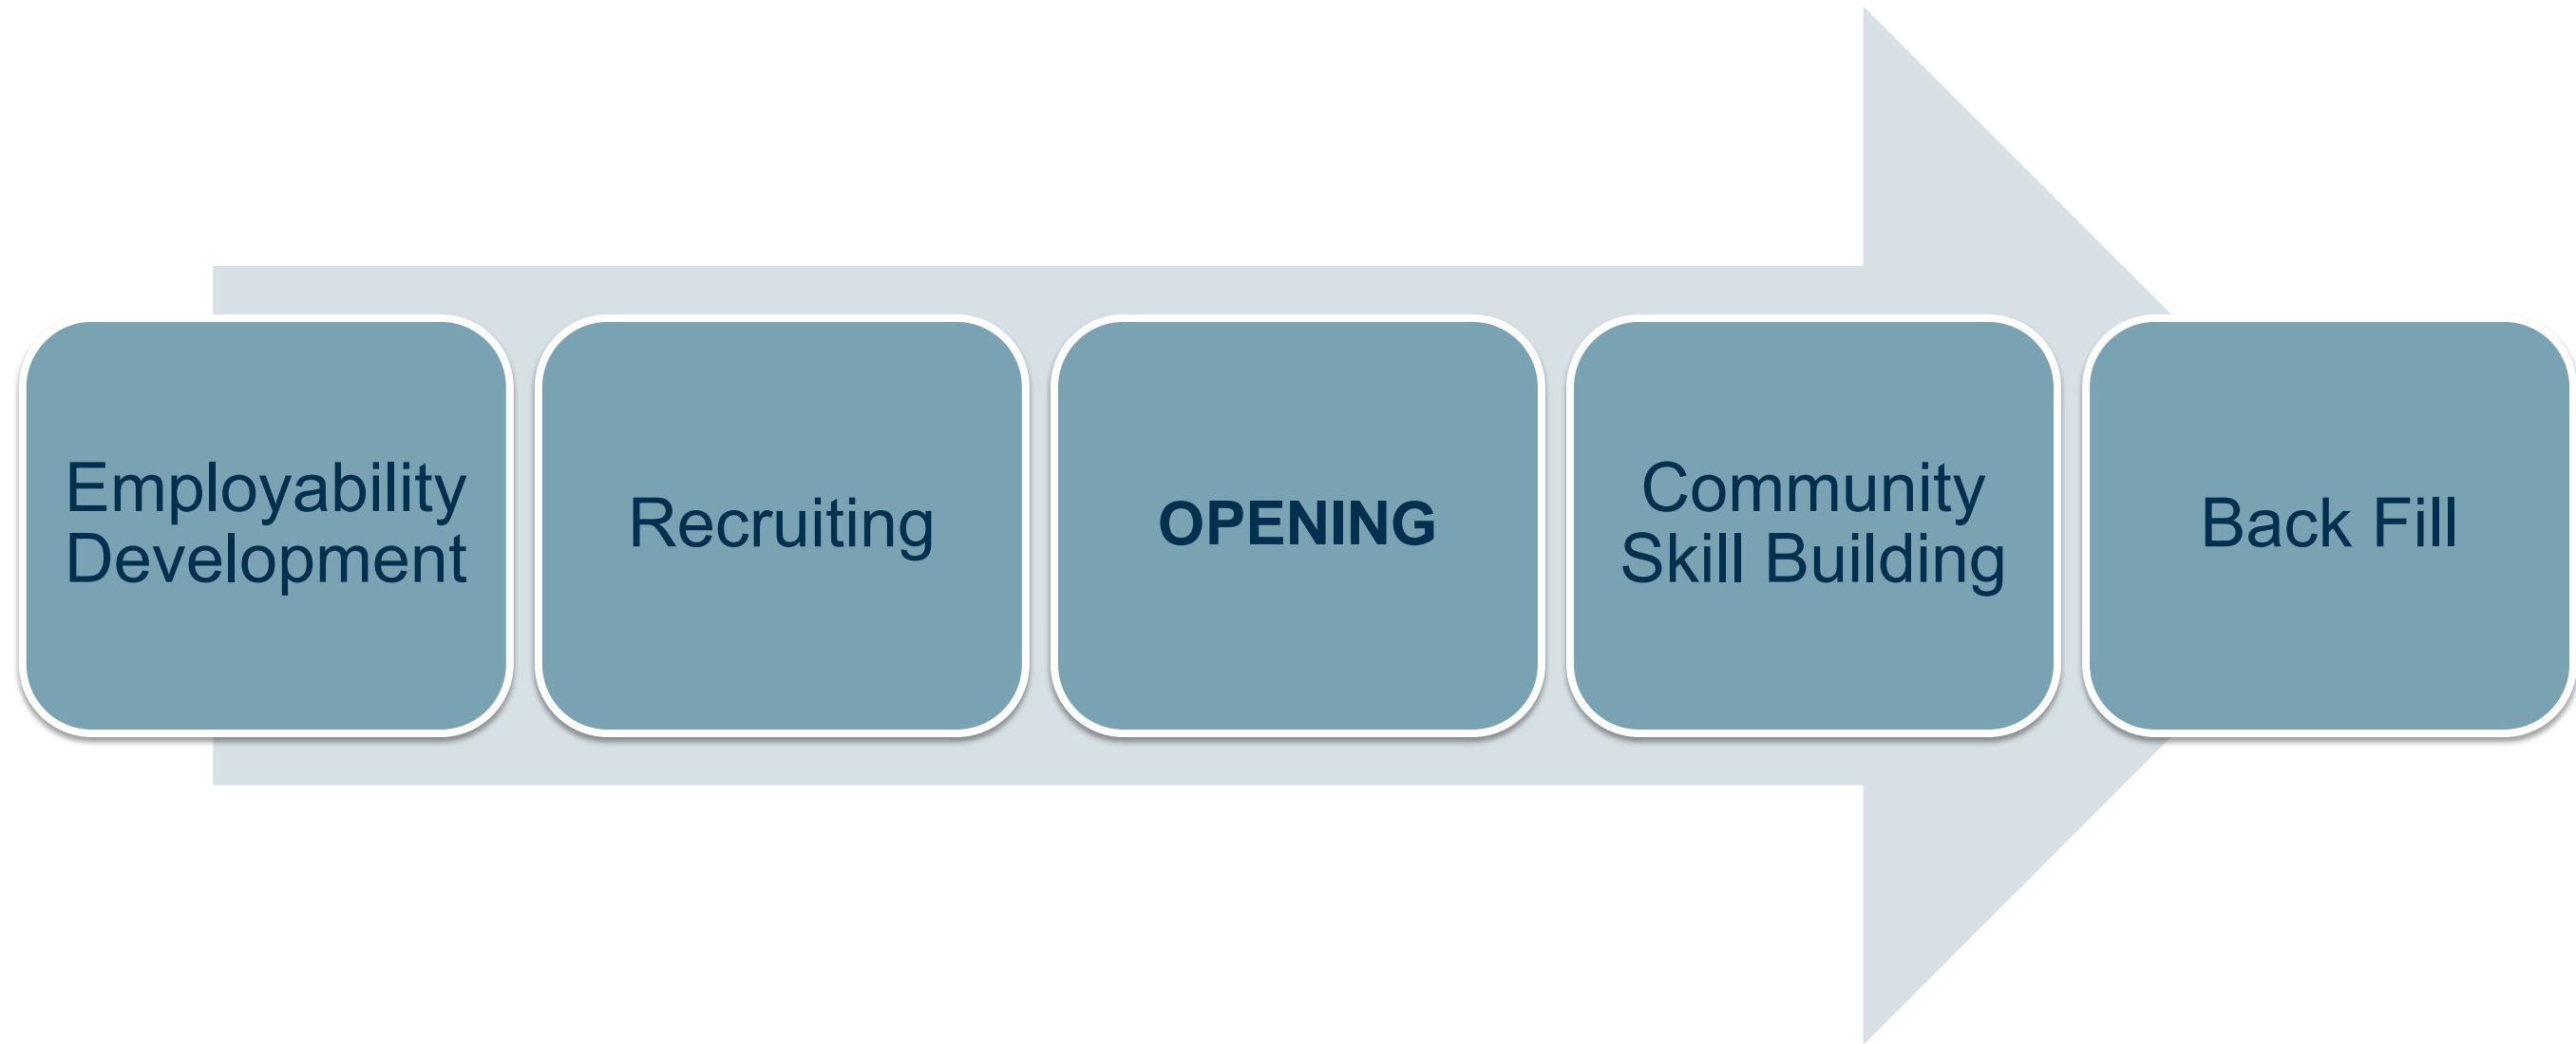 Employability
Development
Recruiting
OPENING
Community
Skill Building
Back Fill